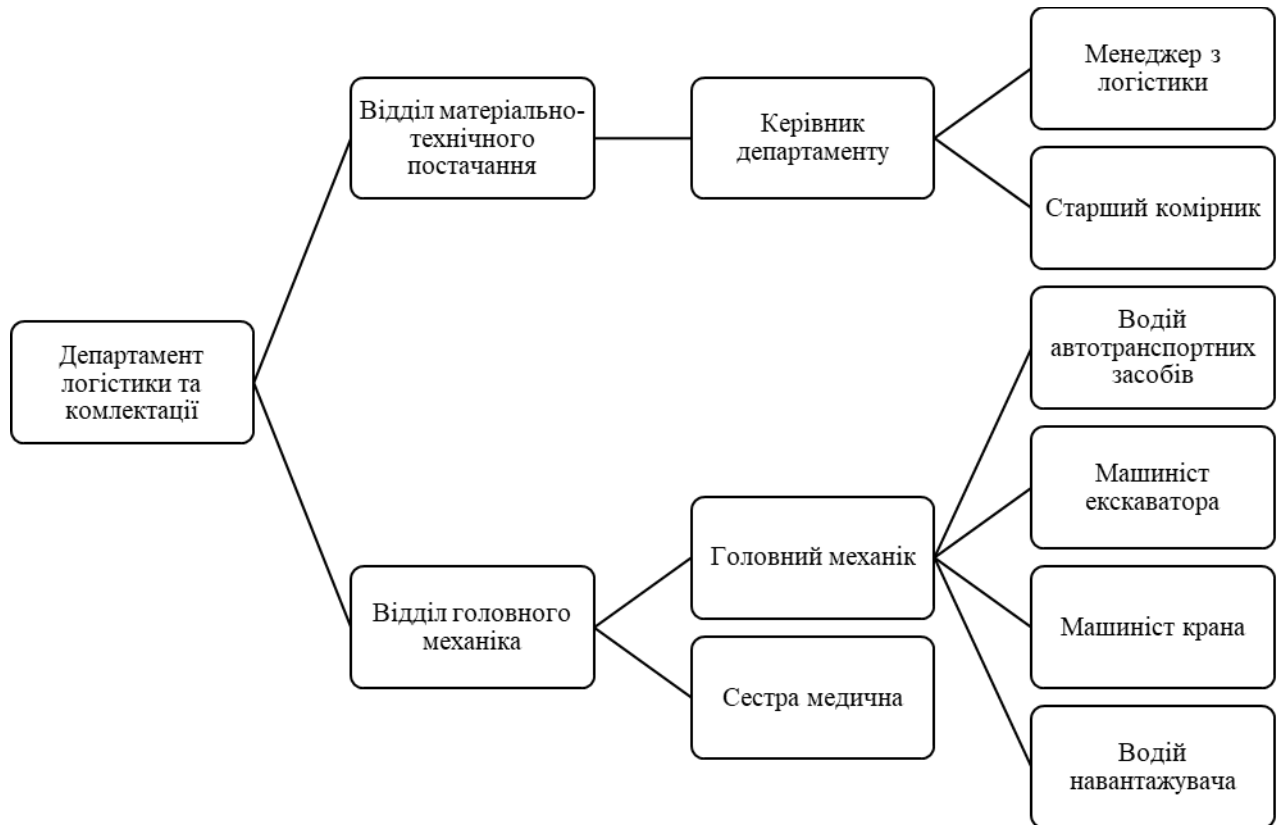 Департамент
логістики та
комлектації
Відділ матеріально-
технічного
постачання
Керівник
департаменту
Менеджер з
логістики
Старший комірник
Відділ головного
механіка
Головний механік
Водій
автотранспортних
засобів
Машиніст
екскаватора
Машиніст крана
Водій
навантажувача
Сестра медична